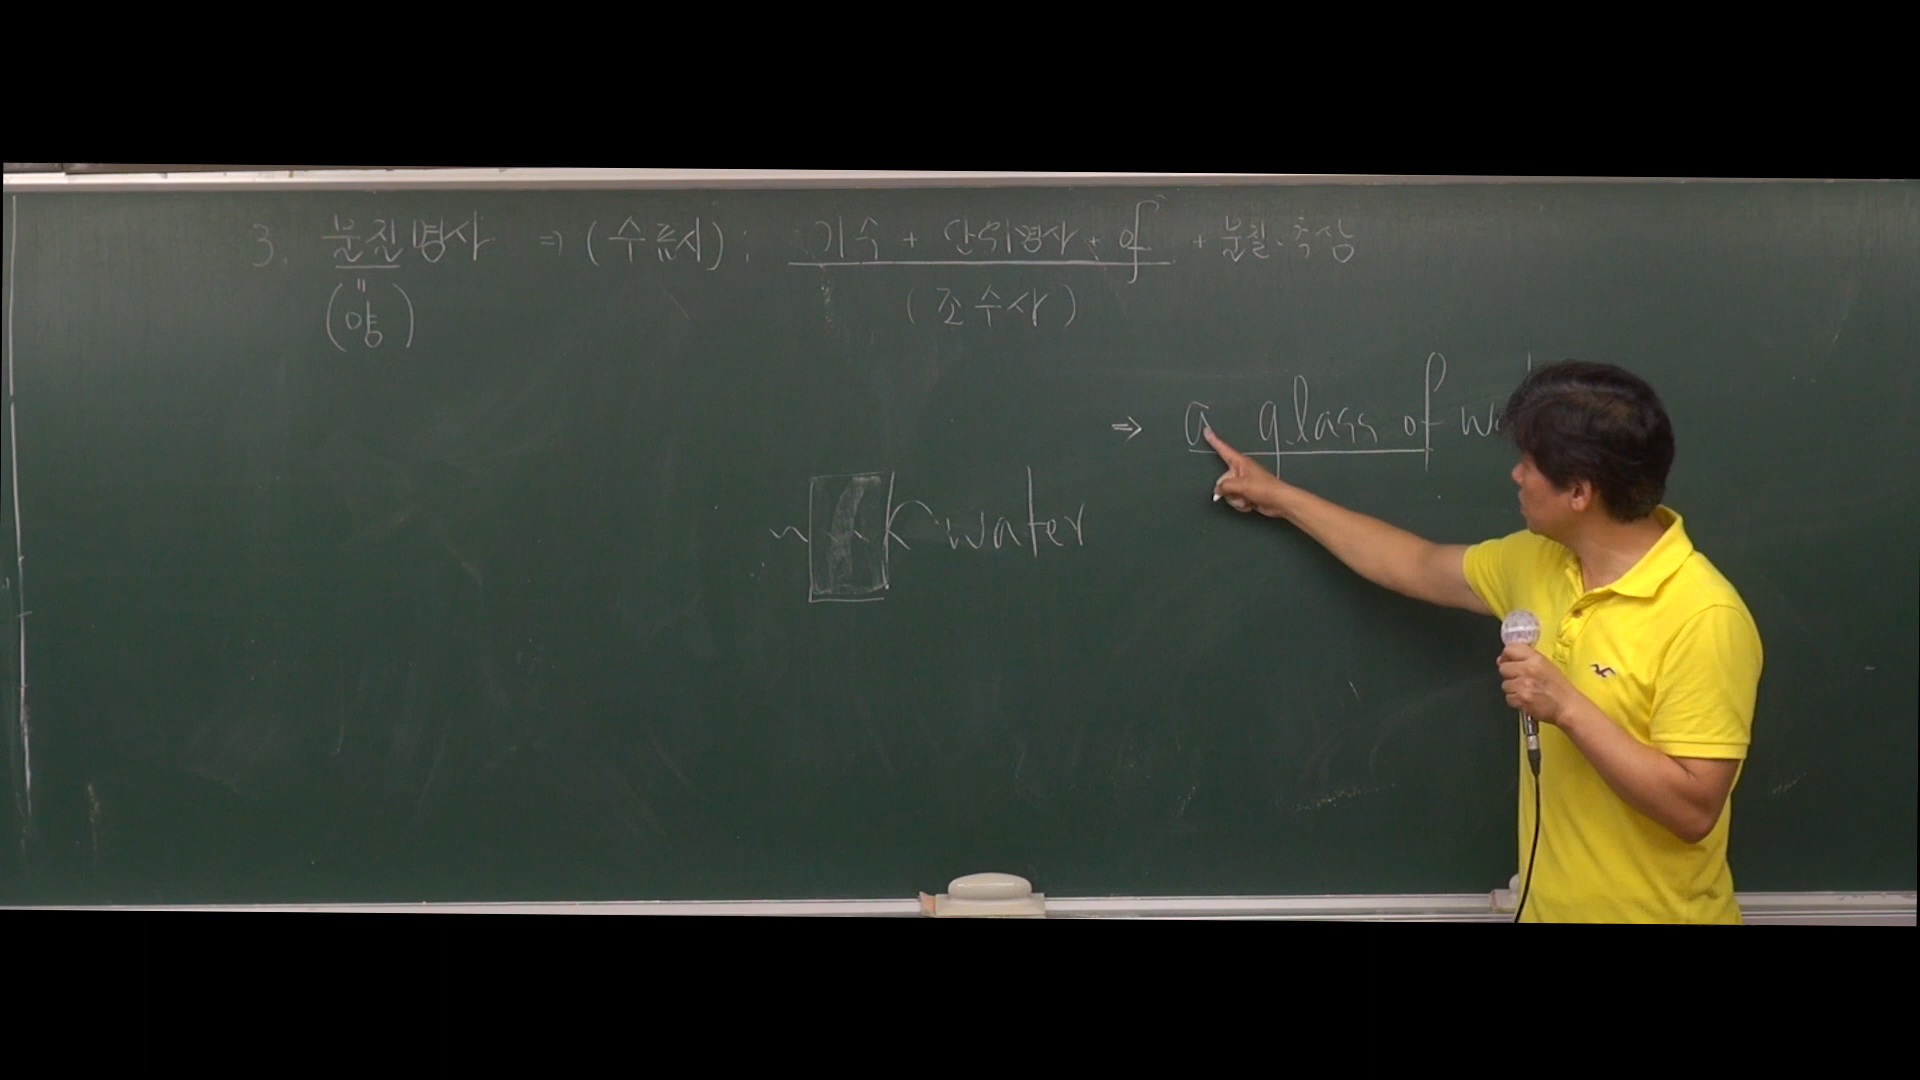 3. 물질명사 ⇒ (수표시) : 기수 + 단위명사 + of + 물질·추상
" (양)
(조수사)
⇒ a glass of
water